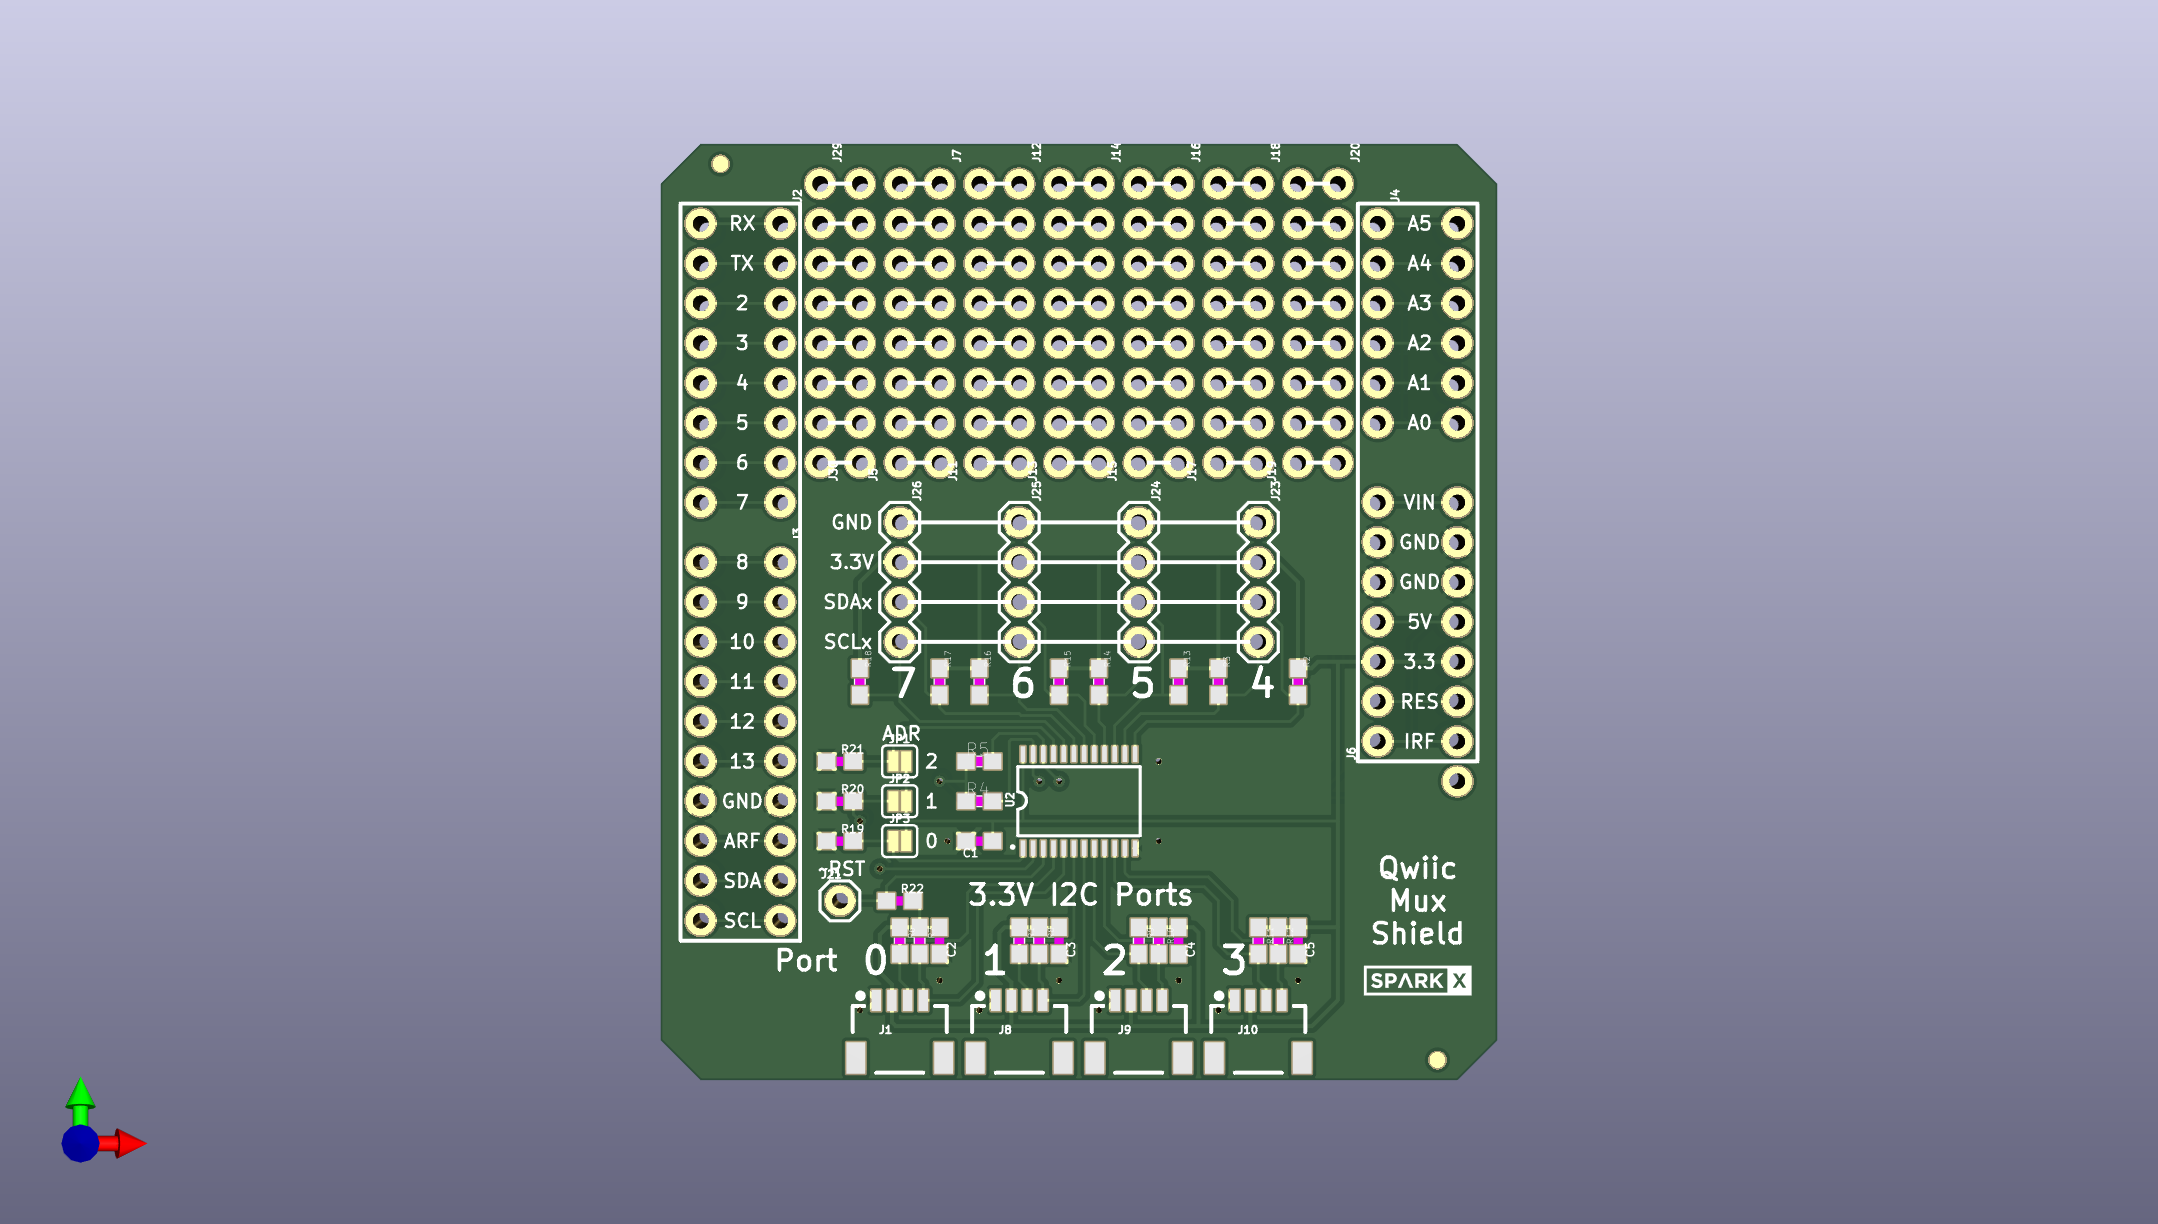 J29 J7 J12 J14 J16 J18 J20
J2 J4
RX A5
TX A4
2 A3
3 A2
4 A1
5 A0
6
7 VIN
J26 J25 J24 J23
GND
3.3V GND
8 GND
SDAx
9 5V
SCLx
10 3.3
11 RES
12 IRF
7 6 5 4
J6
ADR
JP1
R21 2 R5
13
JP2
R20 1 R4
GND U2
JP3
R19 0 C1
ARF
~RST
J21
SDA R22
SCL
3.3V I2C Ports
Qwiic
Mux
Shield
Port 0 C2 1 C3 2 C4 3 C5
SPARK X
J1 J8 J9 J10